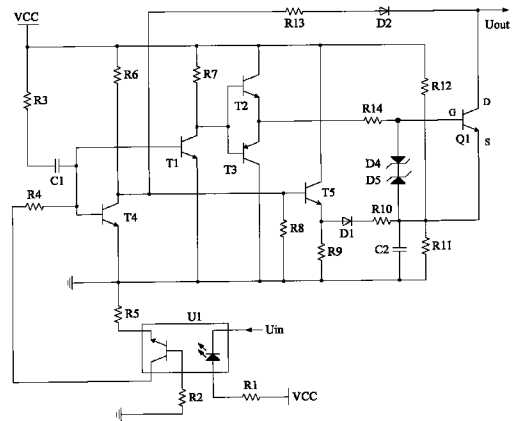 VCC
R13
D2
Uout
R3
R6
R7
T2
R12
R14
G
D
Q1
S
T1
T3
D4
D5
C1
R4
T4
T5
R8
D1
R10
R9
C2
R11
R5
U1
Uin
R2
R1
VCC